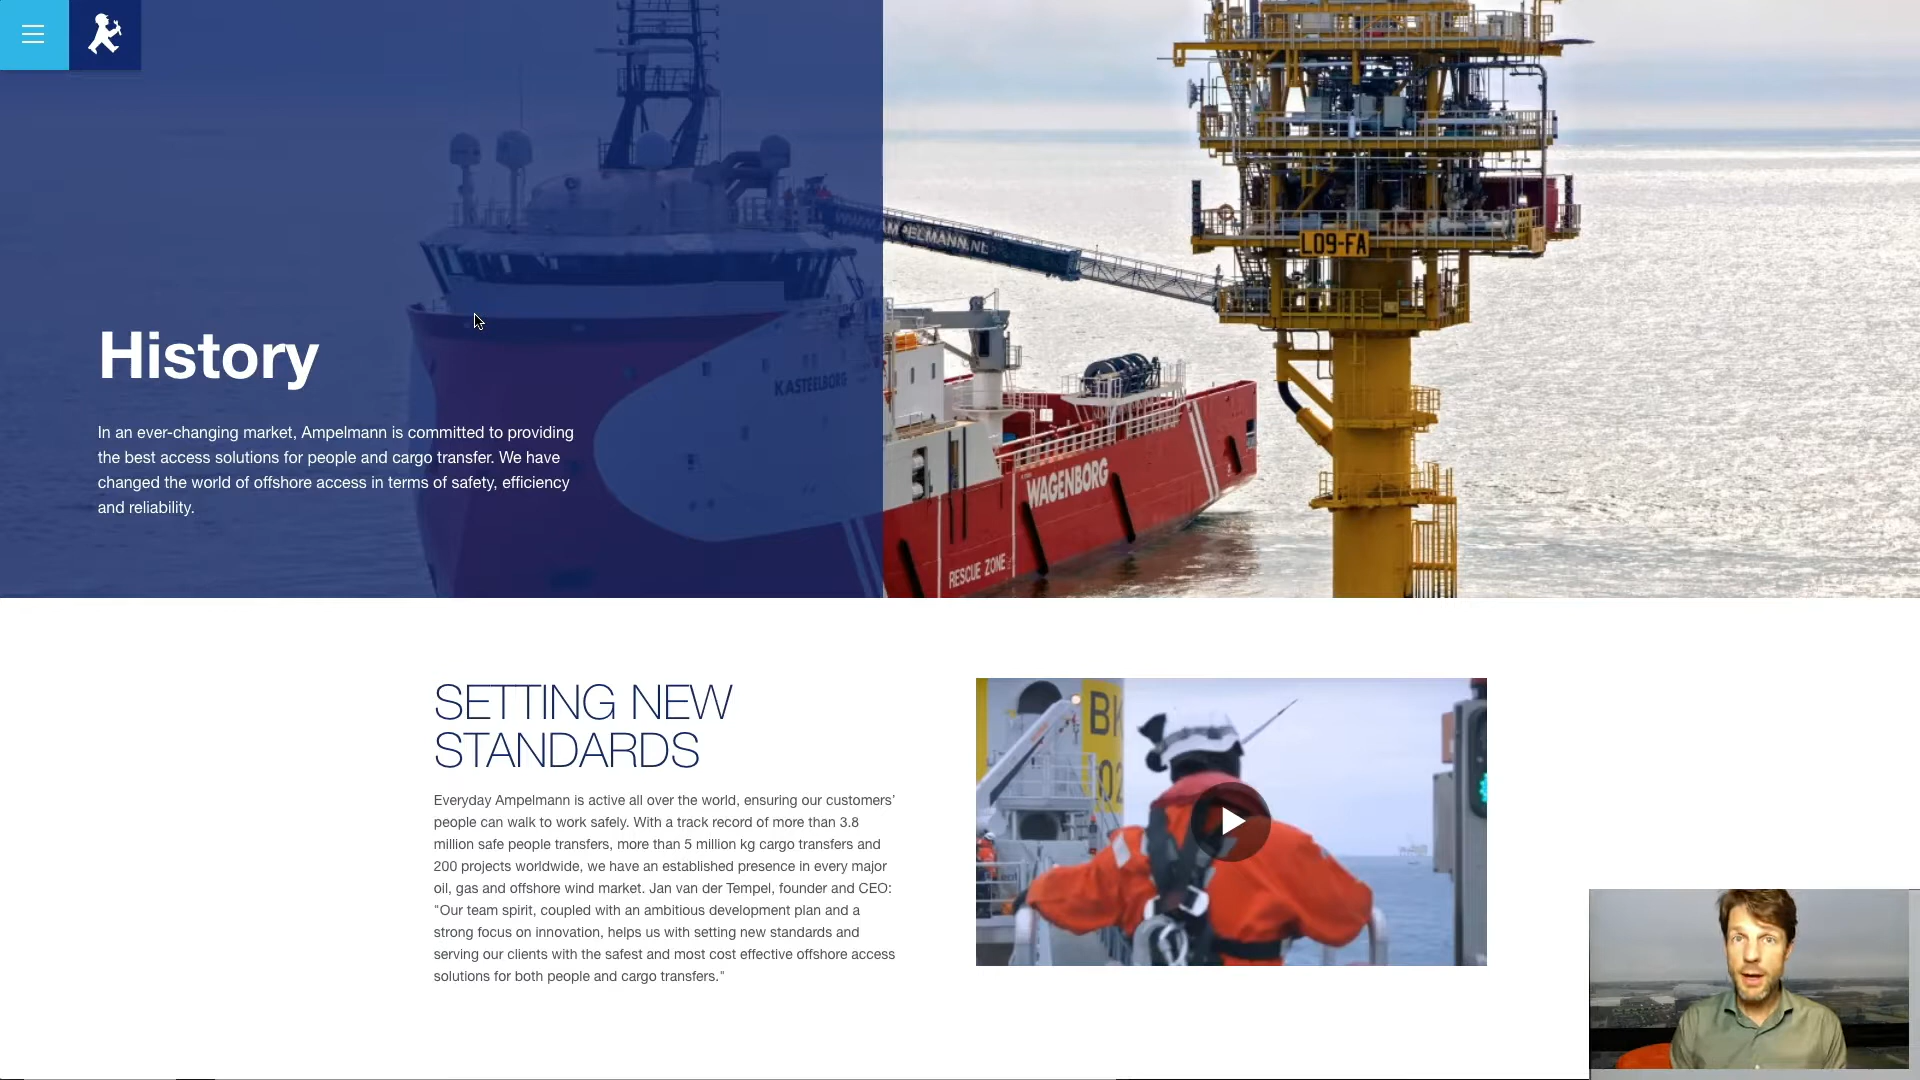 WWW.AMPELMANN.NL
L09-FA
History
KASTEELBORG
In an ever-changing market, Ampelmann is committed to providing
the best access solutions for people and cargo transfer. We have
changed the world of offshore access in terms of safety, efficiency
and reliability.
WAGENBORG
RESCUE ZONE
SETTING NEW
STANDARDS
Everyday Ampelmann is active all over the world, ensuring our customers’
people can walk to work safely. With a track record of more than 3.8
million safe people transfers, more than 5 million kg cargo transfers and
200 projects worldwide, we have an established presence in every major
oil, gas and offshore wind market. Jan van der Tempel, founder and CEO:
"Our team spirit, coupled with an ambitious development plan and a
strong focus on innovation, helps us with setting new standards and
serving our clients with the safest and most cost effective offshore access
solutions for both people and cargo transfers."
BK
02